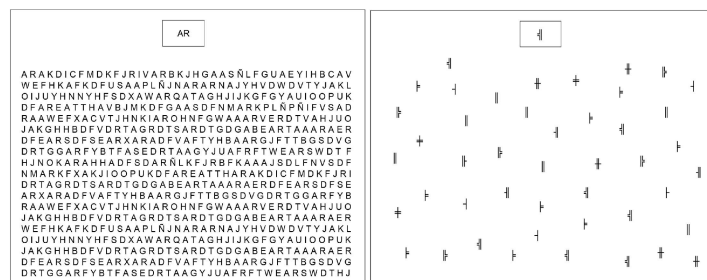 AR
ARAKDICFMDKFJRIVARBKJHGAASÑLFGUAEYIHBCAV
WEFHKAFKDFUSAAPLÑJNARARNAJYHVDWDVTYJAKL
OIJUYHNNYHFSDXAWARQATAGHJIJKGFGYAUIOOPUK
DFAREATTHAVBJMKDFGAASDFNMARKPLÑPÑIFVSAD
RAAWEFXACVTJHNKIAROHNFGWAAARVERDTVAHJUO
JAKGHHBDFVDRTAGRDTSARDTGDGABEARTAAARAER
DFEARSDFSEARXARADFVAFTYHBAARGJFTTBGSDVG
DRTGGARFYBTFASEDRTAAGYJUAFRFTWEARSWDTF
HJNOKARAHHADFSDARÑLKFJRBFKAAAJSDLFNVSDF
NMARKFXAKJIOOPUKDFAREATTHARAKDICFMDKFJRI
DRTAGRDTSARDTGDGABEARTAAARAERDFEARSDFSE
ARXARADFVAFTYHBAARGJFTTBGSDVGDRTGGARFYB
RAAWEFXACVTJHNKIAROHNFGWAAARVERDTVAHJUO
JAKGHHBDFVDRTAGRDTSARDTGDGABEARTAAARAER
WEFHKAFKDFUSAAPLÑJNARARNAJYHVDWDVTYJAKL
OIJUYHNNYHFSDXAWARQATAGHJIJKGFGYAUIOOPUK
JAKGHHBDFVDRTAGRDTSARDTGDGABEARTAAARAER
DFEARSDFSEARXARADFVAFTYHBAARGJFTTBGSDVG
DRTGGARFYBTFASEDRTAAGYJUAFRFTWEARSWDTHJ